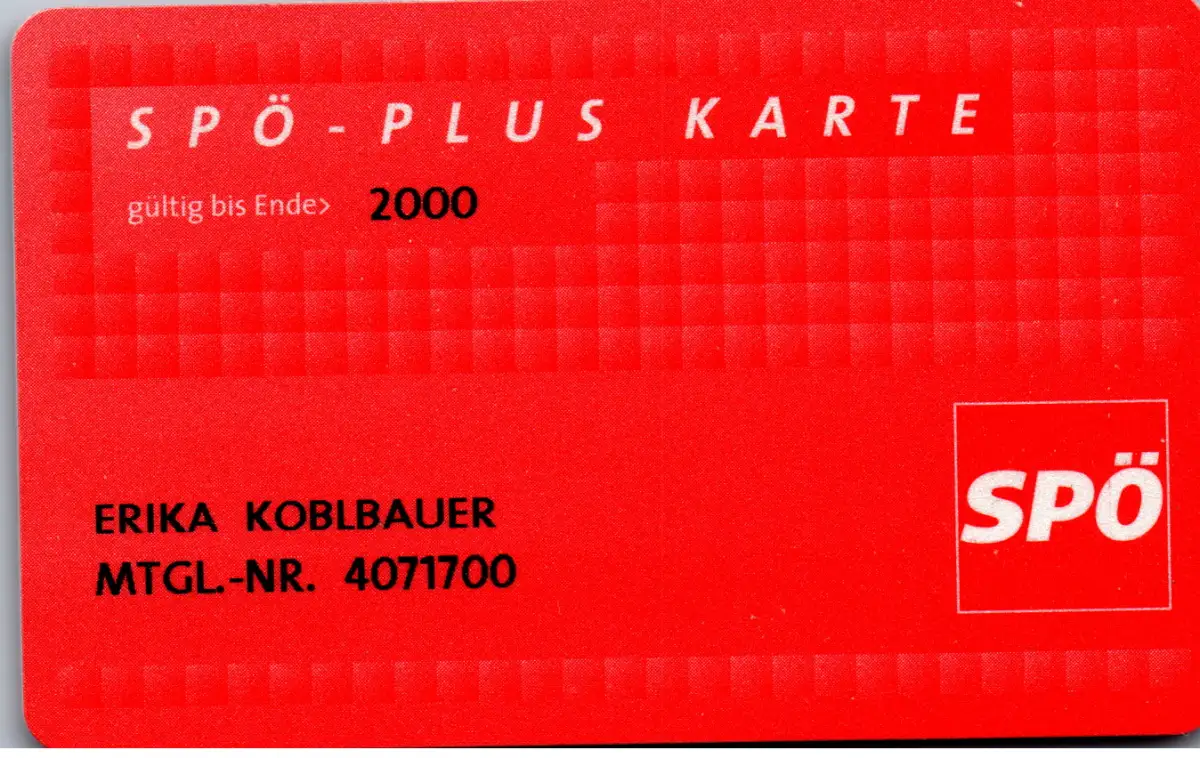 SPÖ-PLUS KARTE
gültig bis Ende> 2000
ERIKA KOBLBAUER
MTGL.-NR. 4071700
SPÖ